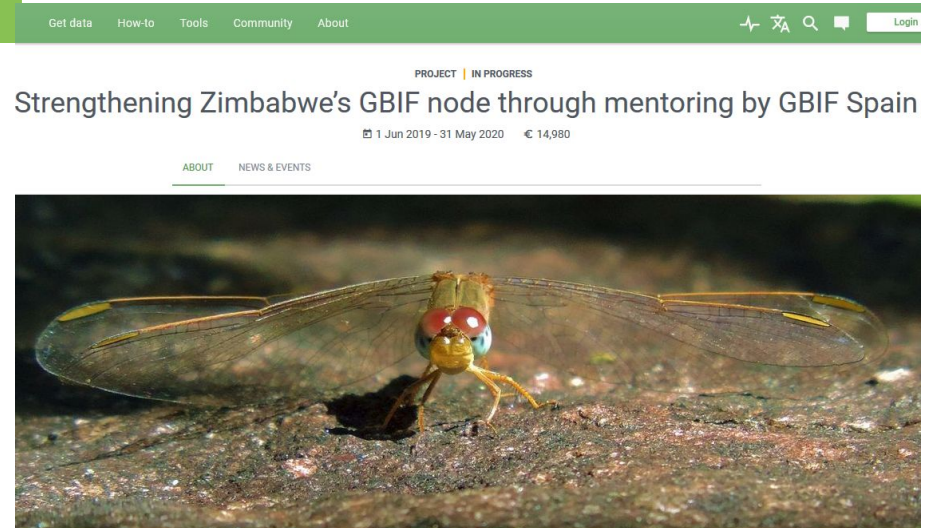 Get data How-to Tools Community About Login
PROJECT | IN PROGRESS
Strengthening Zimbabwe's GBIF node through mentoring by GBIF Spain
1 Jun 2019 - 31 May 2020 € 14,980
ABOUT NEWS & EVENTS